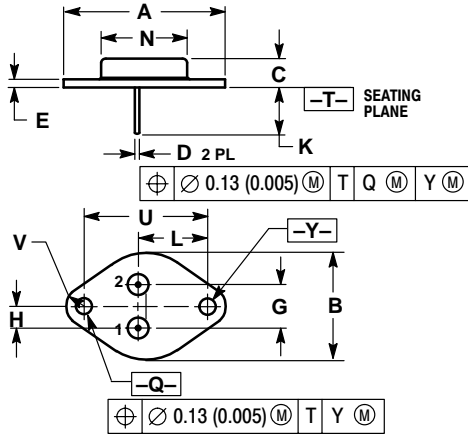 A
N
C
E
–T– SEATING
PLANE
K
D 2 PL
⌖ ∅ 0.13 (0.005) Ⓜ T Q Ⓜ Y Ⓜ
U
V
L
–Y–
2
G
B
H
1
–Q–
⌖ ∅ 0.13 (0.005) Ⓜ T Y Ⓜ